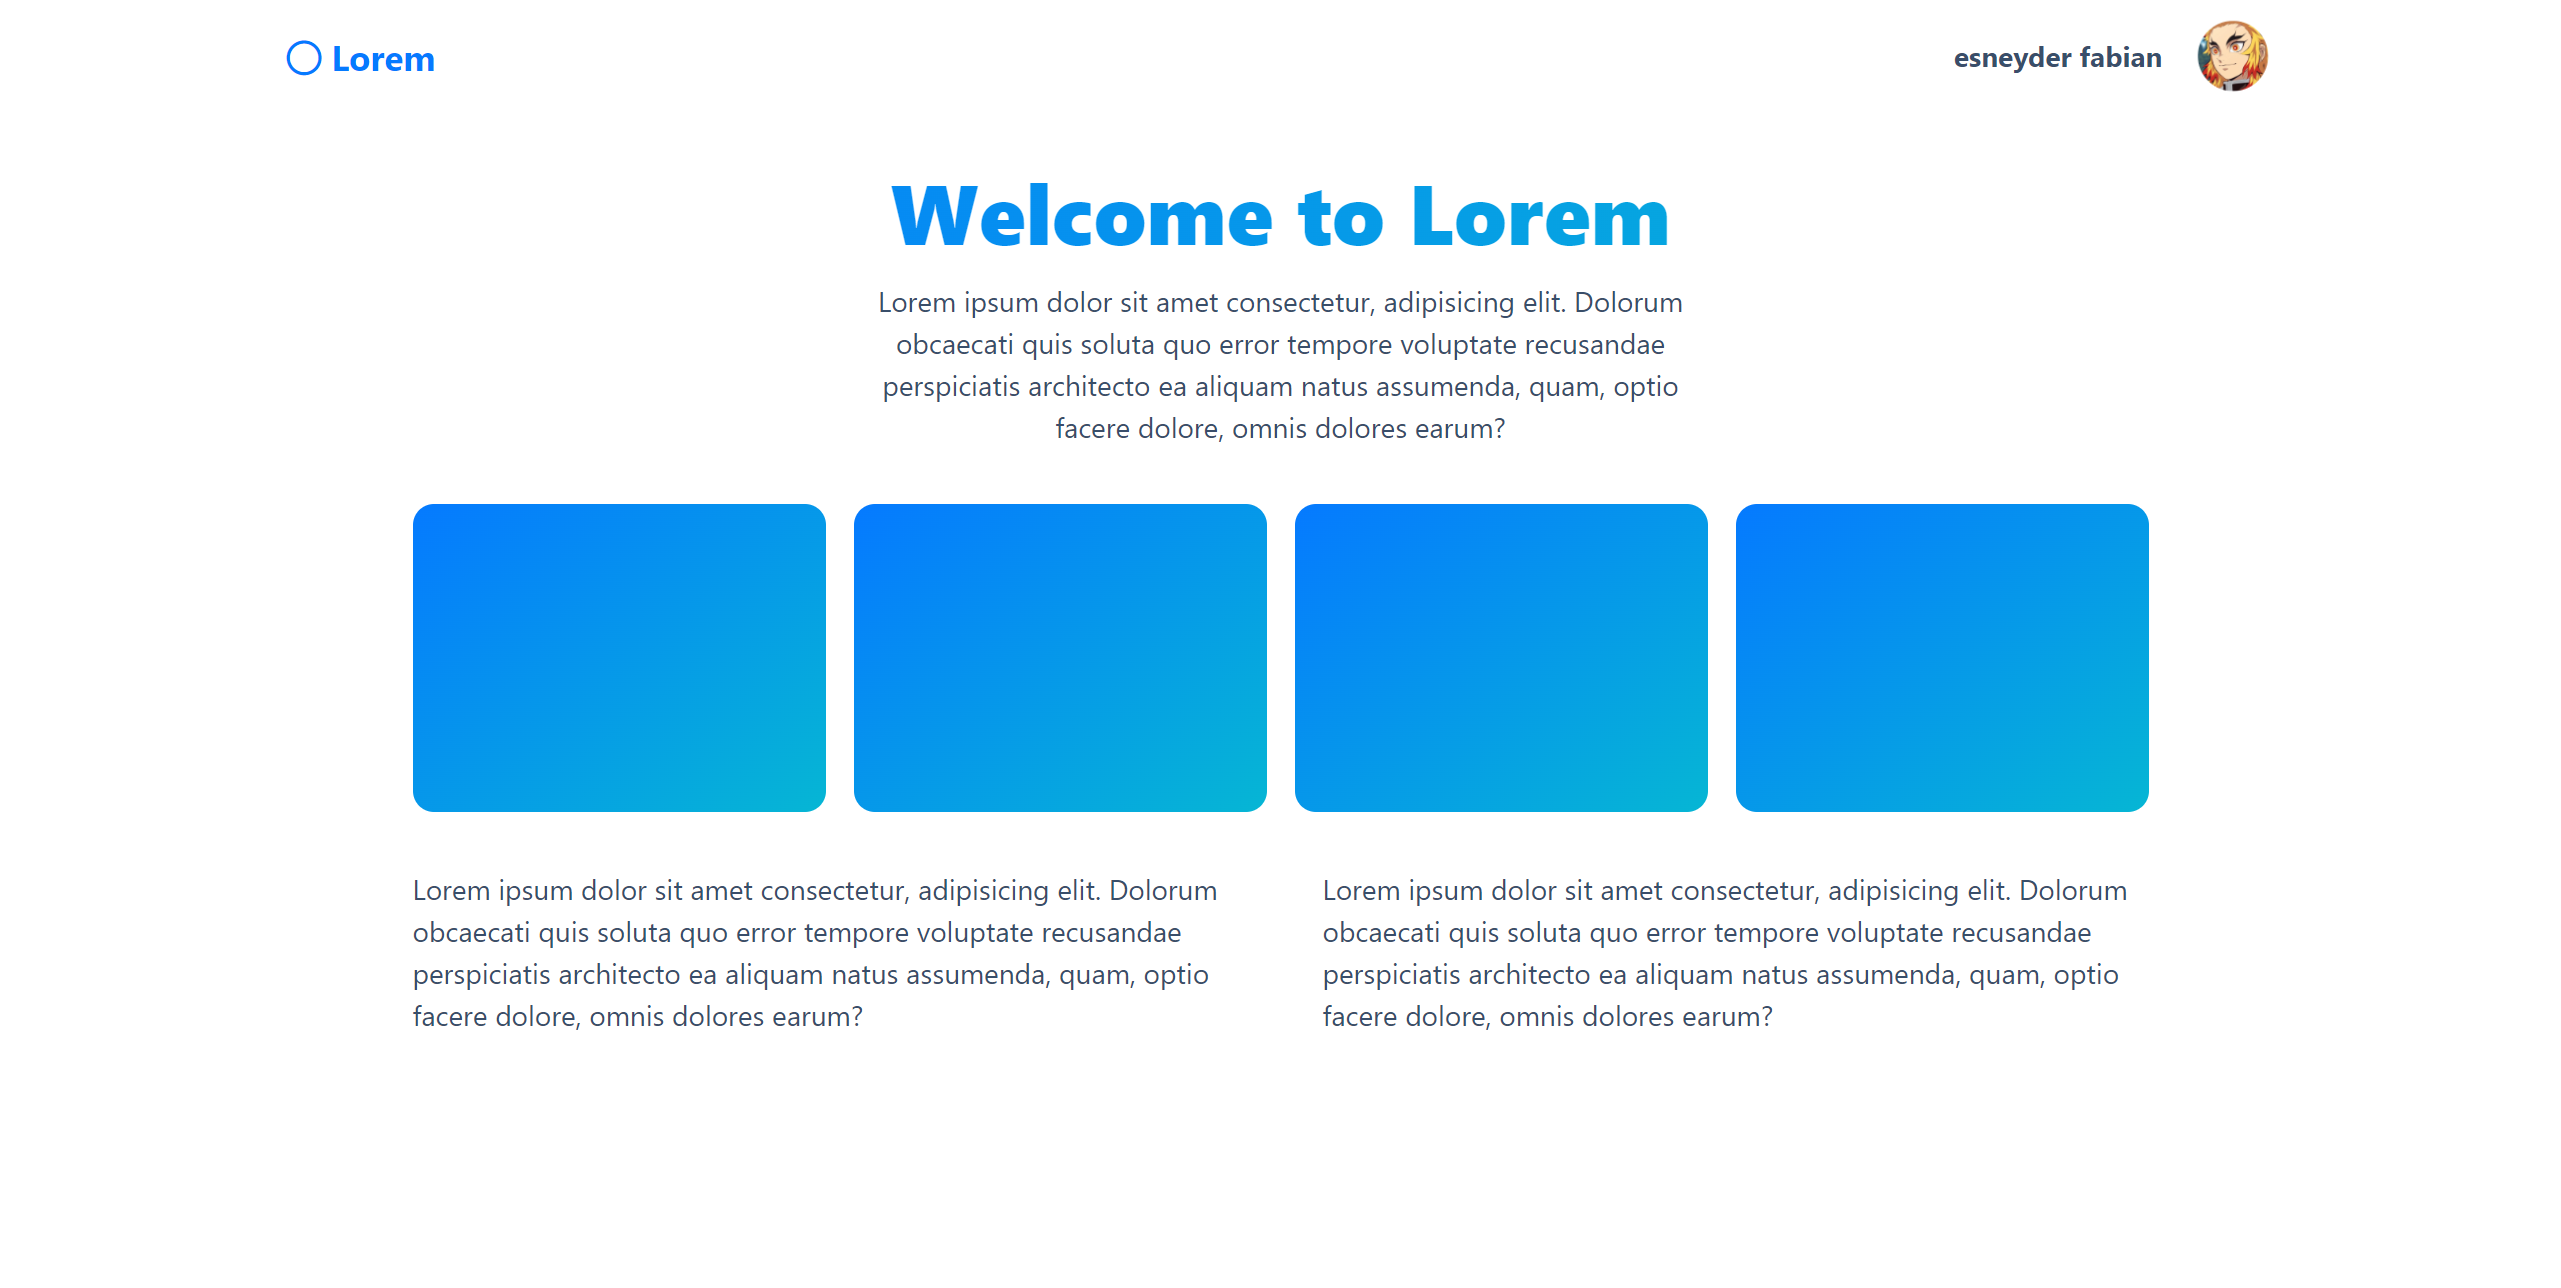 Lorem
esneyder fabian
Welcome to Lorem
Lorem ipsum dolor sit amet consectetur, adipisicing elit. Dolorum
obcaecati quis soluta quo error tempore voluptate recusandae
perspiciatis architecto ea aliquam natus assumenda, quam, optio
facere dolore, omnis dolores earum?
Lorem ipsum dolor sit amet consectetur, adipisicing elit. Dolorum
obcaecati quis soluta quo error tempore voluptate recusandae
perspiciatis architecto ea aliquam natus assumenda, quam, optio
facere dolore, omnis dolores earum?
Lorem ipsum dolor sit amet consectetur, adipisicing elit. Dolorum
obcaecati quis soluta quo error tempore voluptate recusandae
perspiciatis architecto ea aliquam natus assumenda, quam, optio
facere dolore, omnis dolores earum?